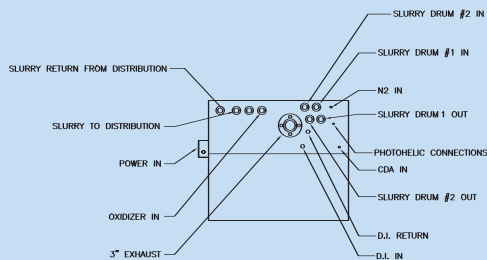 SLURRY DRUM #2 IN
SLURRY DRUM #1 IN
SLURRY RETURN FROM DISTRIBUTION
N2 IN
SLURRY DRUM 1 OUT
SLURRY TO DISTRIBUTION
PHOTOHELIC CONNECTIONS
POWER IN
CDA IN
SLURRY DRUM #2 OUT
OXIDIZER IN
D.I. RETURN
3" EXHAUST
D.I. IN